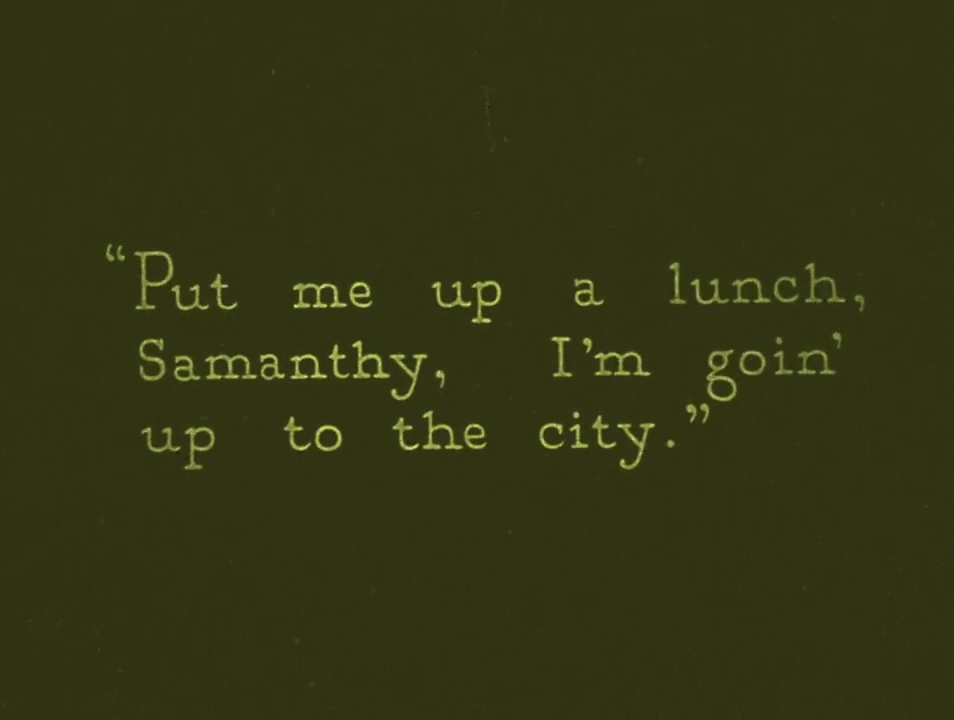 “Put me up a lunch,
Samanthy, I’m goin’
up to the city.”